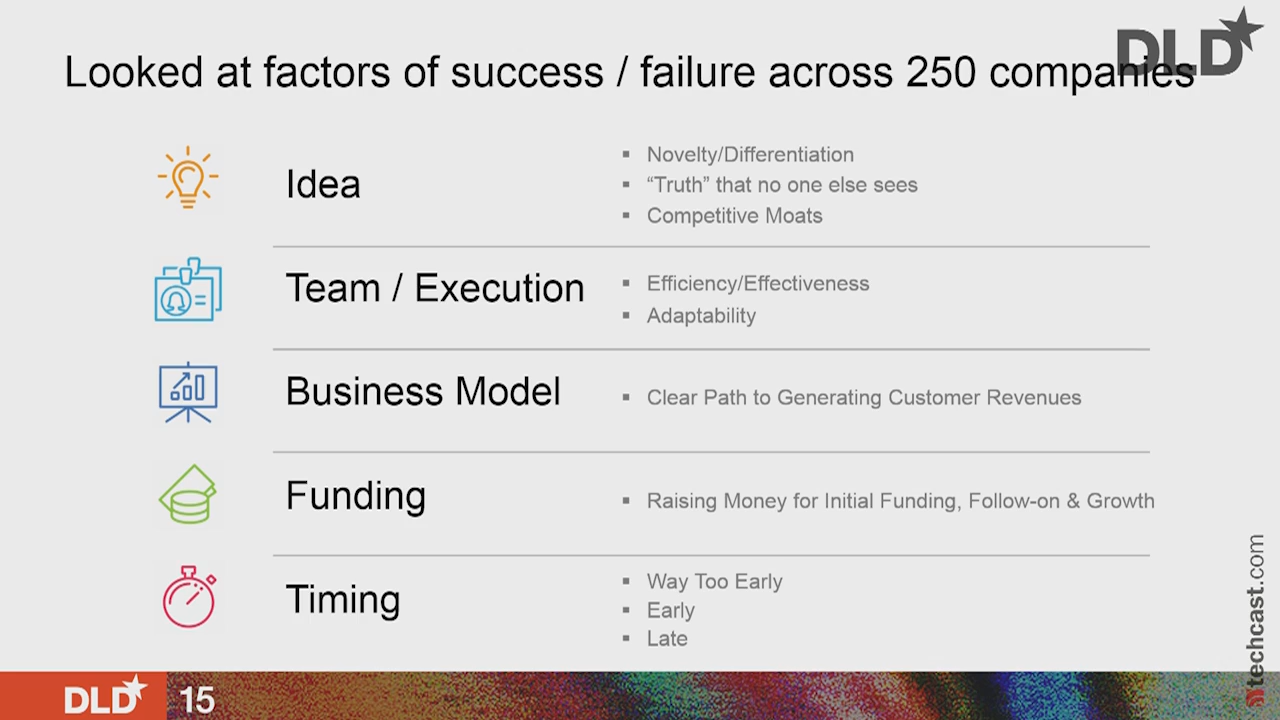 DLD
Looked at factors of success / failure across 250 companies
Idea
▪ Novelty/Differentiation
▪ “Truth” that no one else sees
▪ Competitive Moats
Team / Execution
▪ Efficiency/Effectiveness
▪ Adaptability
Business Model
▪ Clear Path to Generating Customer Revenues
Funding
▪ Raising Money for Initial Funding, Follow-on & Growth
Timing
▪ Way Too Early
▪ Early
▪ Late
techcast.com
DLD 15